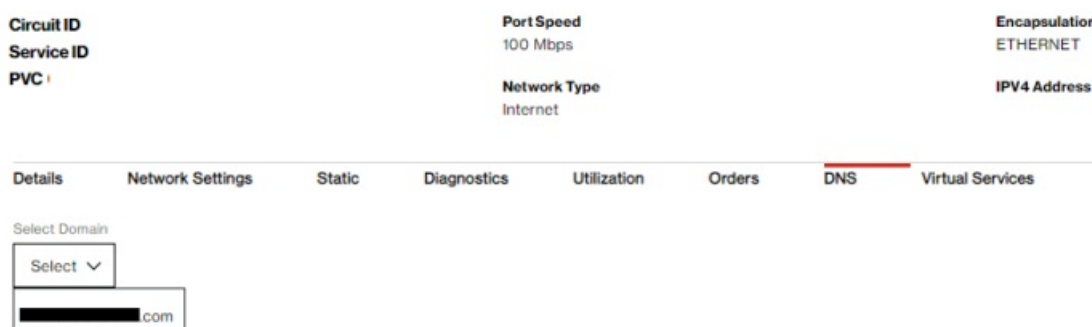 Circuit ID
Service ID
PVC
Port Speed
100 Mbps
Network Type
Internet
Encapsulation
ETHERNET
IPV4 Address
Details Network Settings Static Diagnostics Utilization Orders DNS Virtual Services
Select Domain
Select
.com